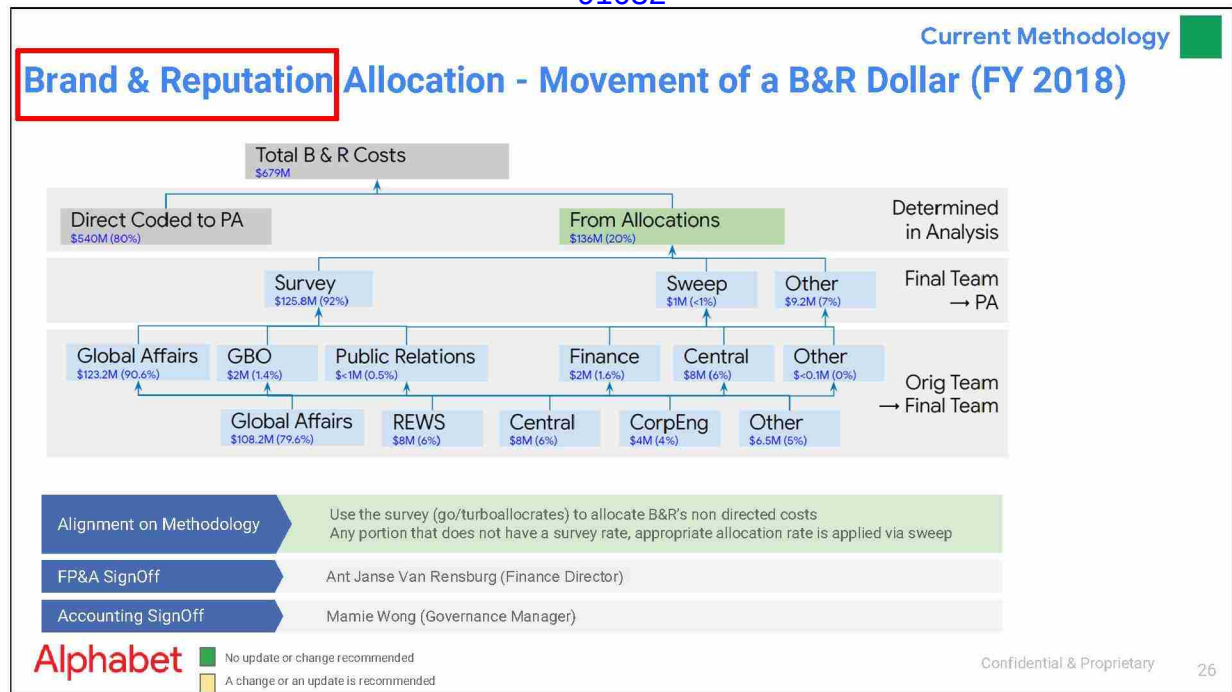 Current Methodology
Brand & Reputation Allocation - Movement of a B&R Dollar (FY 2018)
Total B & R Costs
$679M
Direct Coded to PA
$540M (80%)
From Allocations
$136M (20%)
Determined
in Analysis
Survey
$125.8M (92%)
Sweep
$1M (<1%)
Other
$9.2M (7%)
Final Team
→ PA
Global Affairs
$123.2M (90.6%)
GBO
$2M (1.4%)
Public Relations
$<1M (0.5%)
Finance
$2M (1.6%)
Central
$8M (6%)
Other
$<0.1M (0%)
Orig Team
→ Final Team
Global Affairs
$108.2M (79.6%)
REWS
$8M (6%)
Central
$8M (6%)
CorpEng
$4M (4%)
Other
$6.5M (5%)
Alignment on Methodology
Use the survey (go/turboallocrates) to allocate B&R's non directed costs
Any portion that does not have a survey rate, appropriate allocation rate is applied via sweep
FP&A SignOff
Ant Janse Van Rensburg (Finance Director)
Accounting SignOff
Mamie Wong (Governance Manager)
Alphabet
No update or change recommended
A change or an update is recommended
Confidential & Proprietary
26